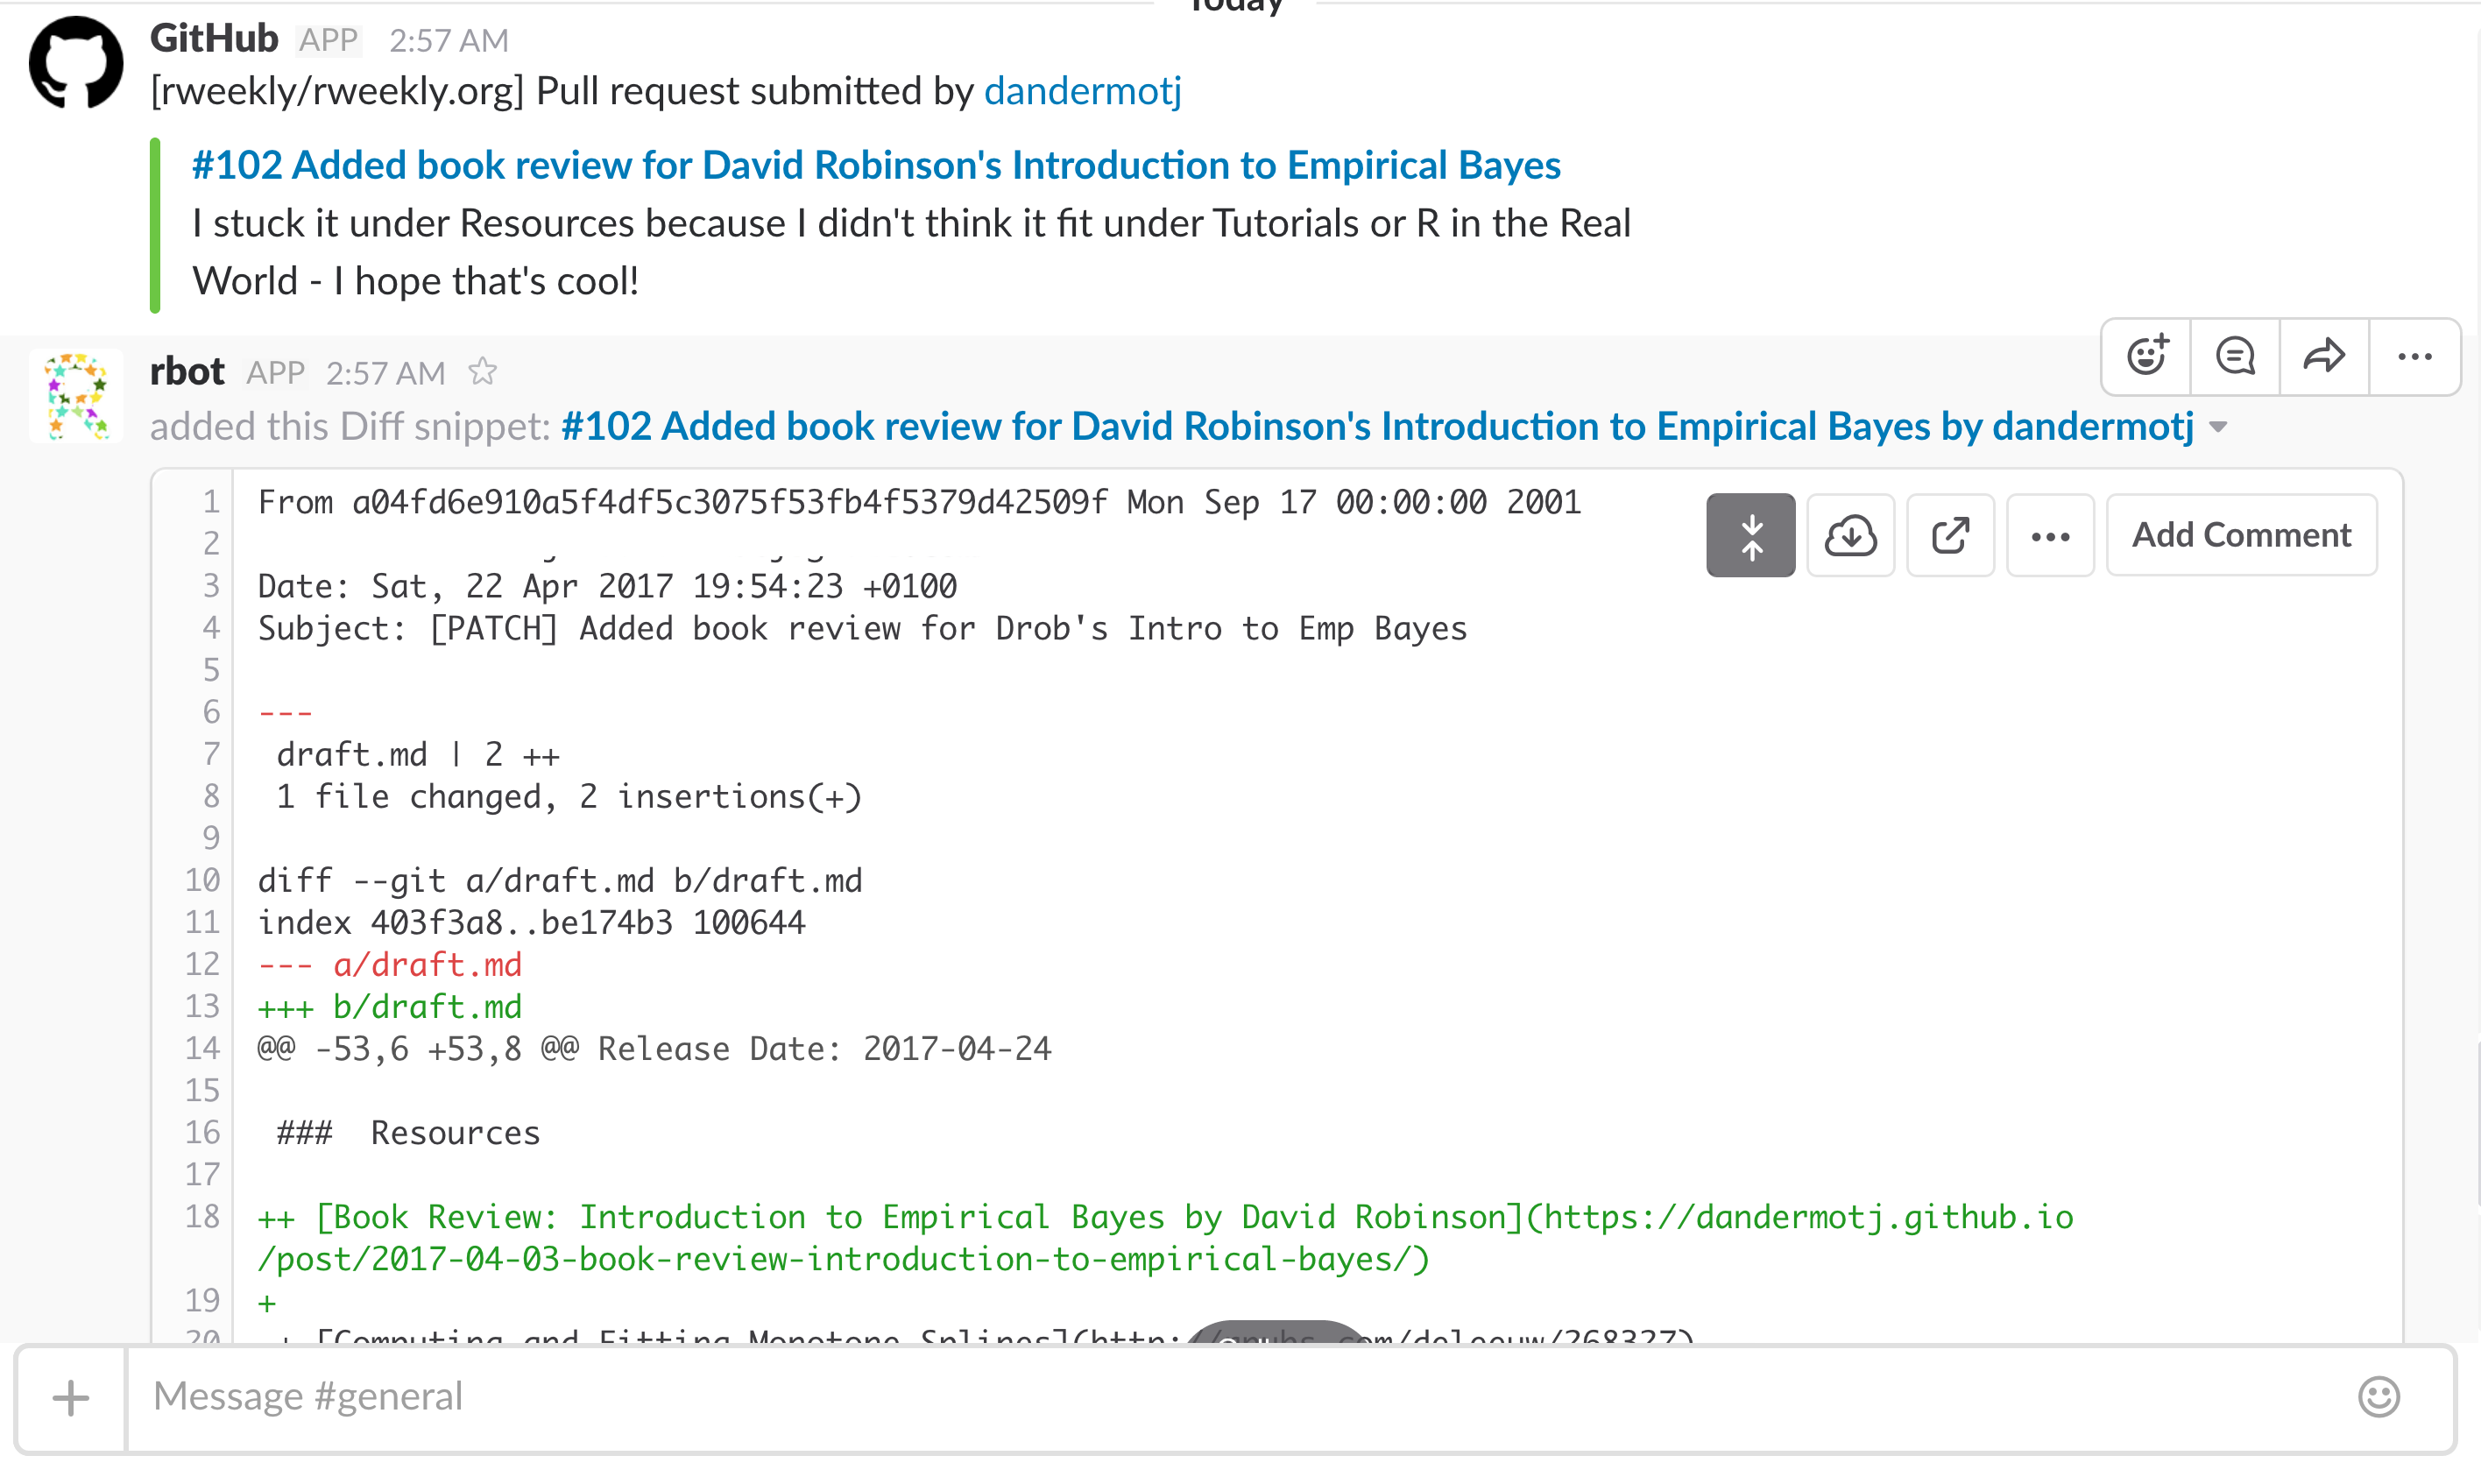 Today
GitHub APP 2:57 AM
[rweekly/rweekly.org] Pull request submitted by dandermotj
#102 Added book review for David Robinson's Introduction to Empirical Bayes
I stuck it under Resources because I didn't think it fit under Tutorials or R in the Real
World - I hope that's cool!
rbot APP 2:57 AM
added this Diff snippet: #102 Added book review for David Robinson's Introduction to Empirical Bayes by dandermotj
1 From a04fd6e910a5f4df5c3075f53fb4f5379d42509f Mon Sep 17 00:00:00 2001
Add Comment
2
3 Date: Sat, 22 Apr 2017 19:54:23 +0100
4 Subject: [PATCH] Added book review for Drob's Intro to Emp Bayes
5
6 ---
7 draft.md | 2 ++
8 1 file changed, 2 insertions(+)
9
10 diff --git a/draft.md b/draft.md
11 index 403f3a8..be174b3 100644
12 --- a/draft.md
13 +++ b/draft.md
14 @@ -53,6 +53,8 @@ Release Date: 2017-04-24
15
16 ### Resources
17
18 ++ [Book Review: Introduction to Empirical Bayes by David Robinson](https://dandermotj.github.io
/post/2017-04-03-book-review-introduction-to-empirical-bayes/)
19 +
20 + [Computing and Fitting Monotone Splines](http:// .com/deleeuw/268327)
Message #general